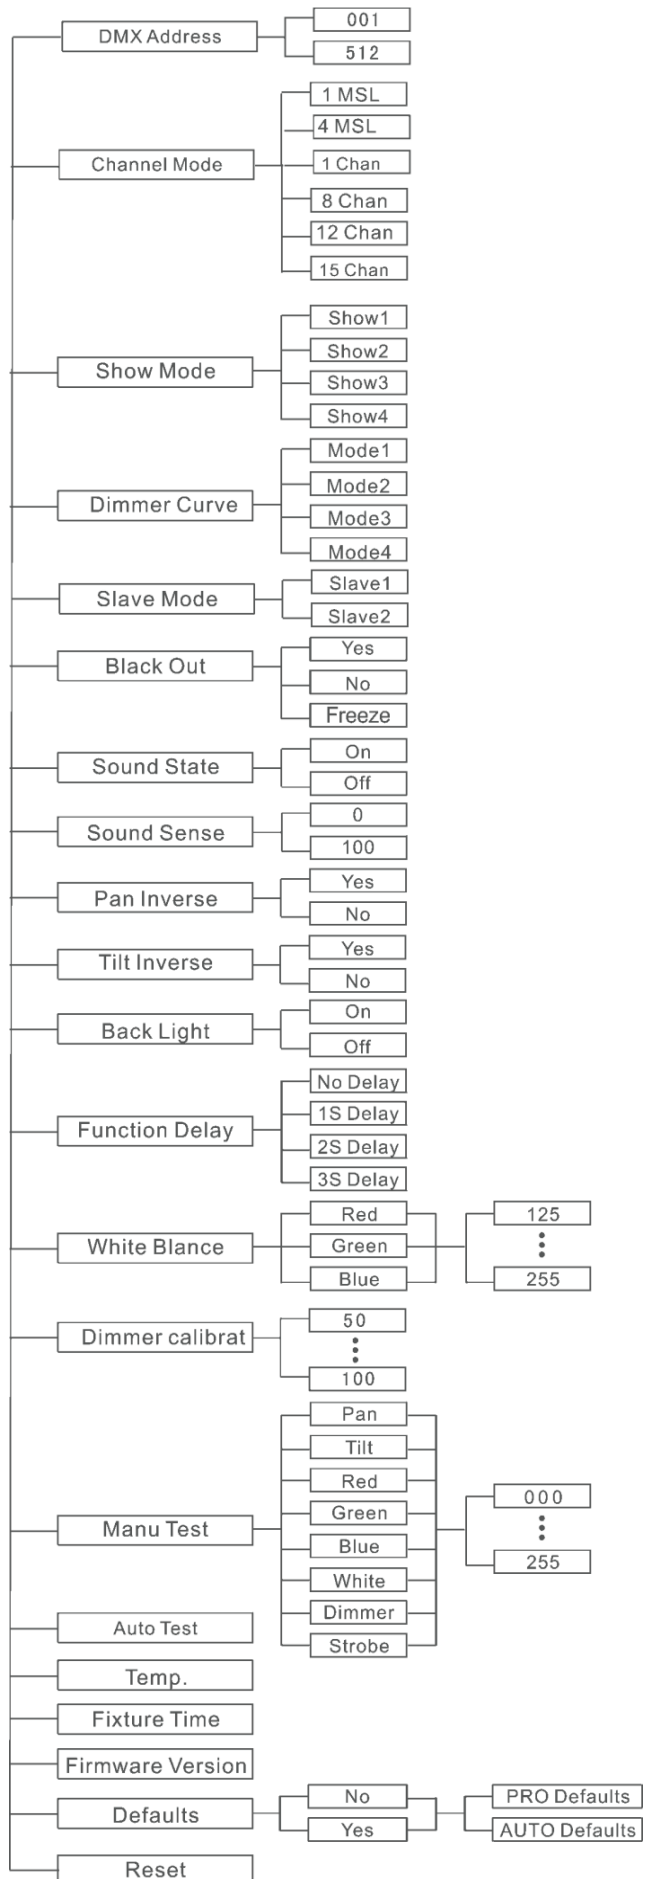 DMX Address
001
512
Channel Mode
1 MSL
4 MSL
1 Chan
8 Chan
12 Chan
15 Chan
Show Mode
Show1
Show2
Show3
Show4
Dimmer Curve
Mode1
Mode2
Mode3
Mode4
Slave Mode
Slave1
Slave2
Black Out
Yes
No
Freeze
Sound State
On
Off
Sound Sense
0
100
Pan Inverse
Yes
No
Tilt Inverse
Yes
No
Back Light
On
Off
Function Delay
No Delay
1S Delay
2S Delay
3S Delay
White Blance
Red
Green
Blue
125
255
Dimmer calibrat
50
100
Manu Test
Pan
Tilt
Red
Green
Blue
White
Dimmer
Strobe
000
255
Auto Test
Temp.
Fixture Time
Firmware Version
Defaults
No
Yes
PRO Defaults
AUTO Defaults
Reset